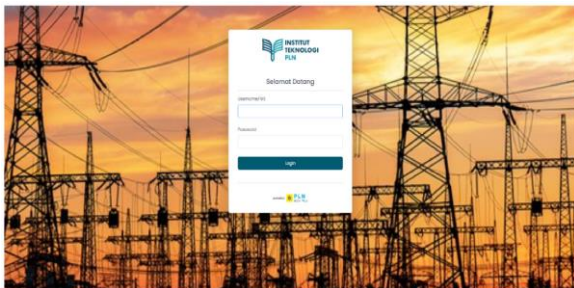 INSTITUT
TEKNOLOGI
PLN
Selamat Datang
Password
Login
PLN